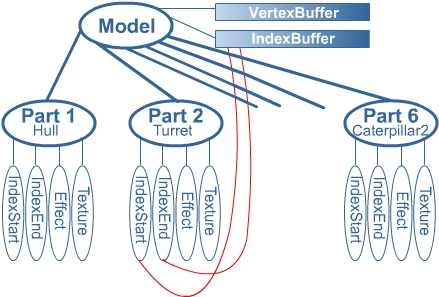 Model
VertexBuffer
IndexBuffer
Part 1
Hull
Part 2
Turret
Part 6
Caterpillar2
IndexStart
IndexEnd
Effect
Texture
IndexStart
IndexEnd
Effect
Texture
IndexStart
IndexEnd
Effect
Texture